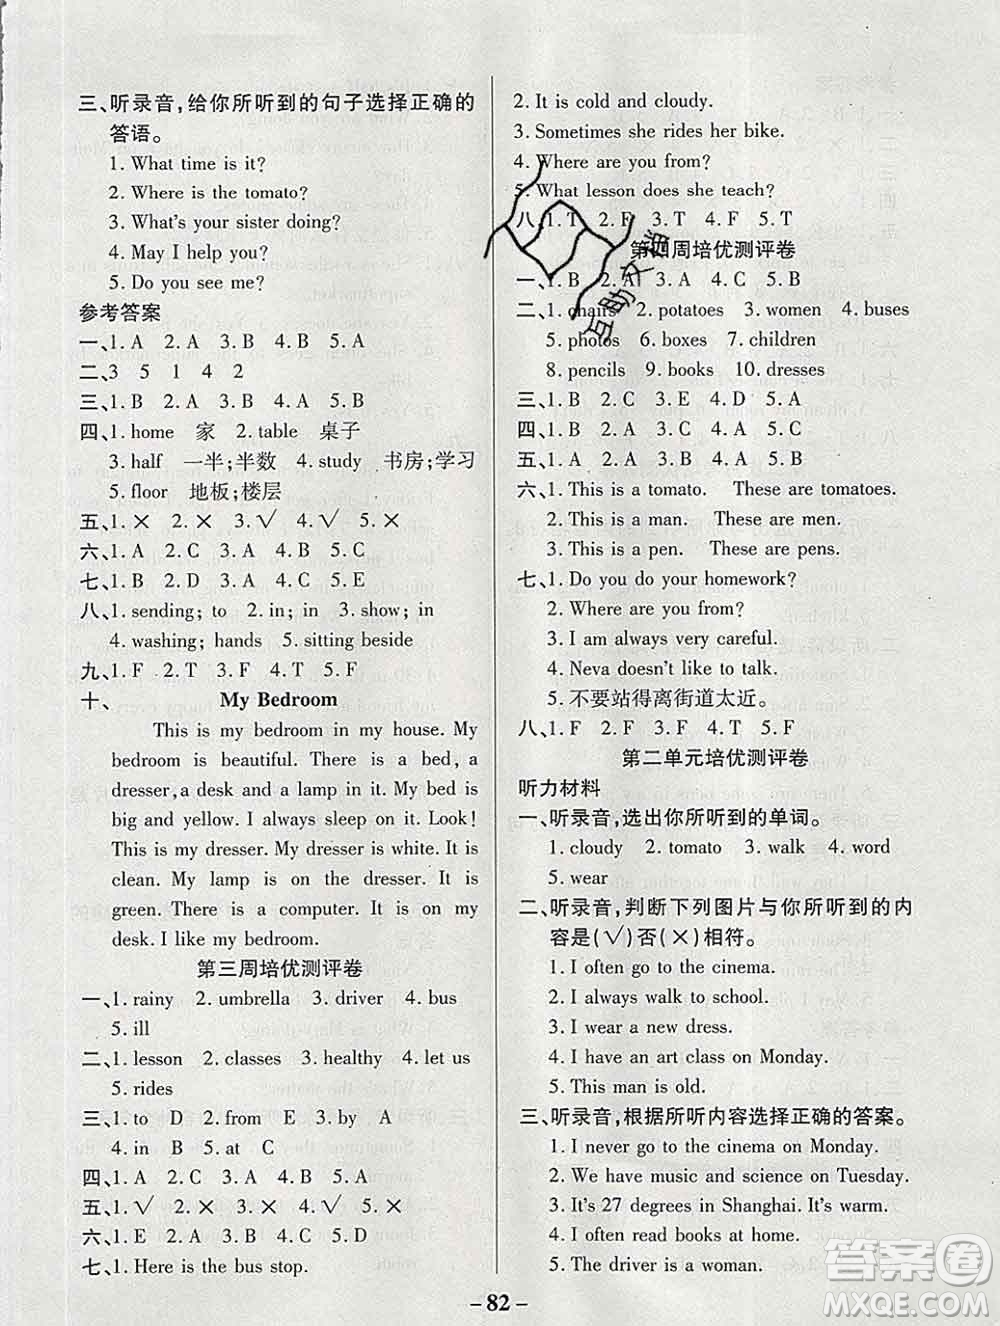 三、听录音,给你所听到的句子选择正确的
答语。
1. What time is it?
2. Where is the tomato?
3. What's your sister doing?
4. May I help you?
5. Do you see me?
参考答案
一、1. A 2. A 3. B 4. B 5. A
二、3 5 1 4 2
三、1. B 2. A 3. B 4. A 5. B
四、1. home 家 2. table 桌子
3. half 一半;半数 4. study 书房;学习
5. floor 地板;楼层
五、1. × 2. × 3. √ 4. √ 5. ×
六、1. A 2. C 3. B 4. A 5. C
七、1. C 2. D 3. A 4. B 5. E
八、1. sending; to 2. in; in 3. show; in
4. washing; hands 5. sitting beside
九、1. F 2. T 3. F 4. T 5. F
十、 My Bedroom
This is my bedroom in my house. My
bedroom is beautiful. There is a bed, a
dresser, a desk and a lamp in it. My bed is
big and yellow. I always sleep on it. Look!
This is my dresser. My dresser is white. It is
clean. My lamp is on the dresser. It is
green. There is a computer. It is on my
desk. I like my bedroom.
第三周培优测评卷
一、1. rainy 2. umbrella 3. driver 4. bus
5. ill
二、1. lesson 2. classes 3. healthy 4. let us
5. rides
三、1. to D 2. from E 3. by A
4. in B 5. at C
四、1. A 2. A 3. B 4. B 5. A
五、1. √ 2. × 3. √ 4. √ 5. ×
六、1. E 2. D 3. A 4. B 5. C
七、1. Here is the bus stop.
2. It is cold and cloudy.
3. Sometimes she rides her bike.
4. Where are you from?
5. What lesson does she teach?
八、1. T 2. F 3. T 4. F 5. T
第四周培优测评卷
一、1. B 2. A 3. A 4. B 5. B
二、1. chairs 2. potatoes 3. women 4. buses
5. photos 6. boxes 7. children
8. pencils 9. books 10. dresses
三、1. B 2. C 3. E 4. D 5. A
四、1. B 2. A 3. B 4. B 5. A
五、1. B 2. A 3. A 4. B 5. B
六、1. This is a tomato. These are tomatoes.
2. This is a man. These are men.
3. This is a pen. These are pens.
七、1. Do you do your homework?
2. Where are you from?
3. I am always very careful.
4. Neva doesn't like to talk.
5. 不要站得离街道太近。
八、1. F 2. F 3. F 4. T 5. F
第二单元培优测评卷
听力材料
一、听录音,选出你所听到的单词。
1. cloudy 2. tomato 3. walk 4. word
5. wear
二、听录音,判断下列图片与你所听到的内
容是(√)否(×)相符。
1. I often go to the cinema.
2. I always walk to school.
3. I wear a new dress.
4. I have an art class on Monday.
5. This man is old.
三、听录音,根据所听内容选择正确的答案。
1. I never go to the cinema on Monday.
2. We have music and science on Tuesday.
3. It's 27 degrees in Shanghai. It's warm.
4. I often read books at home.
5. The driver is a woman.
互助文档
答案圈
MXQE.COM
- 82 -